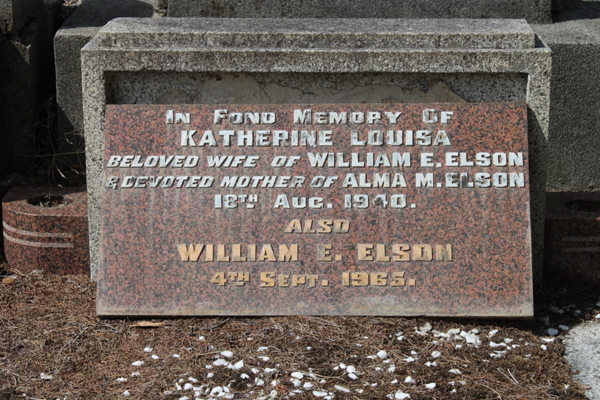 IN FOND MEMORY OF
KATHERINE LOUISA
BELOVED WIFE OF WILLIAM E. ELSON
& DEVOTED MOTHER OF ALMA M. ELSON
18TH AUG. 1940.
ALSO
WILLIAM E. ELSON
4TH SEPT. 1965.